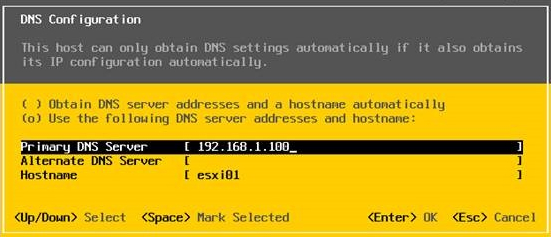 DNS Configuration
This host can only obtain DNS settings automatically if it also obtains
its IP configuration automatically.
( ) Obtain DNS server addresses and a hostname automatically
(o) Use the following DNS server addresses and hostname:
Primary DNS Server [ 192.168.1.100_ ]
Alternate DNS Server [ ]
Hostname [ esxi01 ]
<Up/Down> Select <Space> Mark Selected <Enter> OK <Esc> Cancel